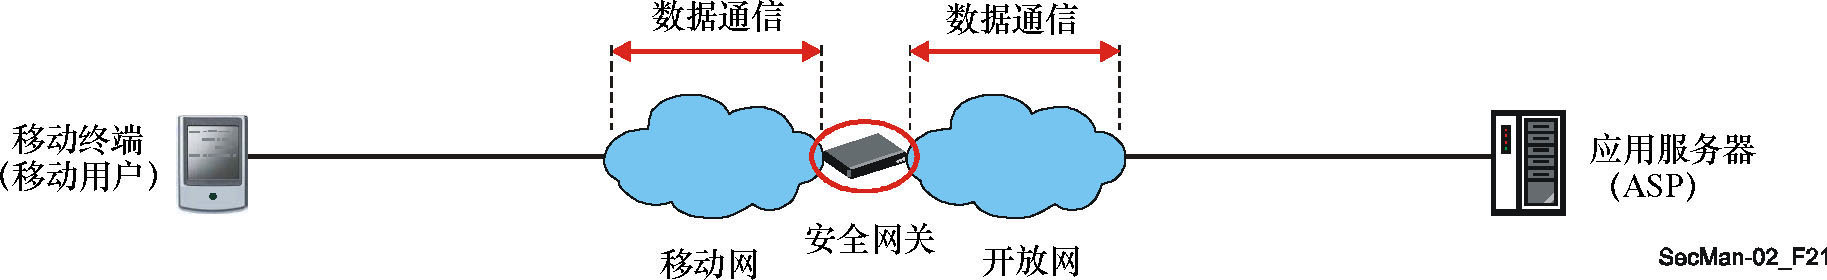 数据通信
数据通信
移动终端
(移动用户)
应用服务器
(ASP)
安全网关
移动网
开放网
SecMan-02_F21